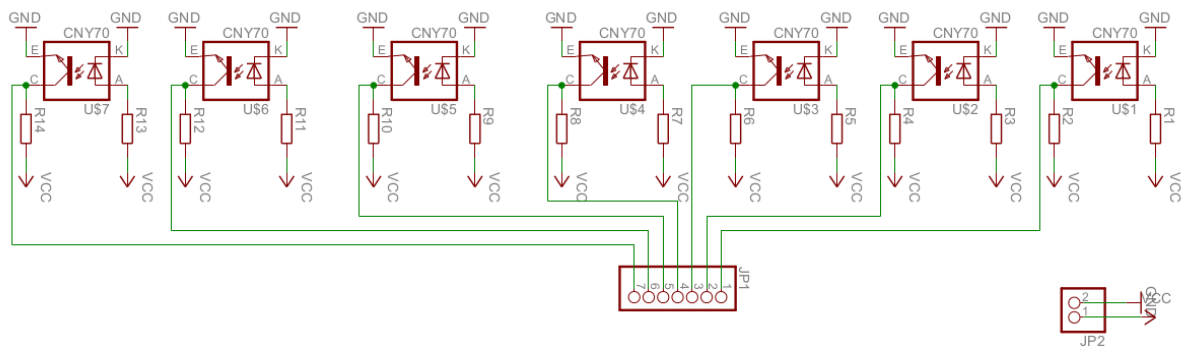 GND GND GND GND GND GND GND GND GND GND GND GND GND GND
CNY70 CNY70 CNY70 CNY70 CNY70 CNY70 CNY70
E K E K E K E K E K E K E K
C A C A C A C A C A C A C A
U$7 U$6 U$5 U$4 U$3 U$2 U$1
R14 R13 R12 R11 R10 R9 R8 R7 R6 R5 R4 R3 R2 R1
VCC VCC VCC VCC VCC VCC VCC VCC VCC VCC VCC VCC VCC VCC
JP1
7 6 5 4 3 2 1
2 GND VCC
1
JP2